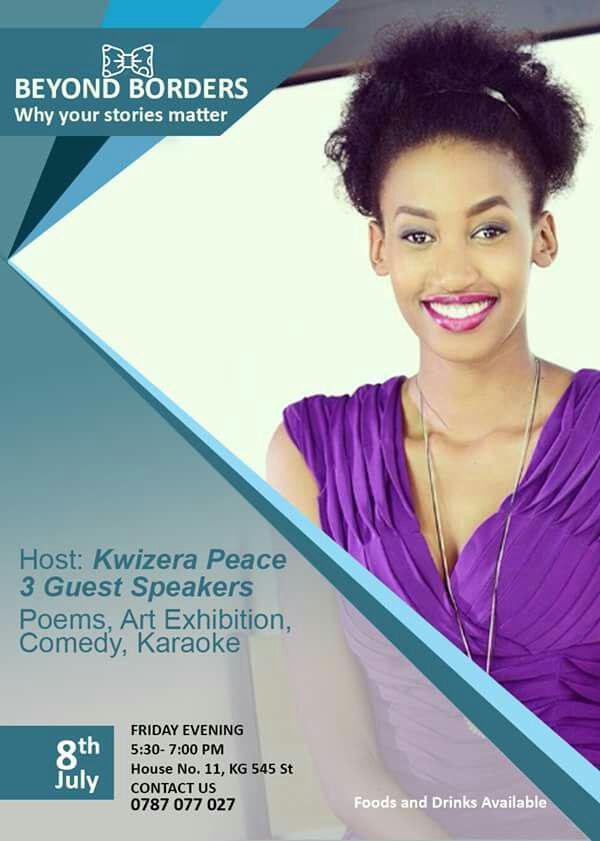 BEYOND BORDERS
Why your stories matter
Host: Kwizera Peace
3 Guest Speakers
Poems, Art Exhibition,
Comedy, Karaoke
8th
July
FRIDAY EVENING
5:30- 7:00 PM
House No. 11, KG 545 St
CONTACT US
0787 077 027
Foods and Drinks Available